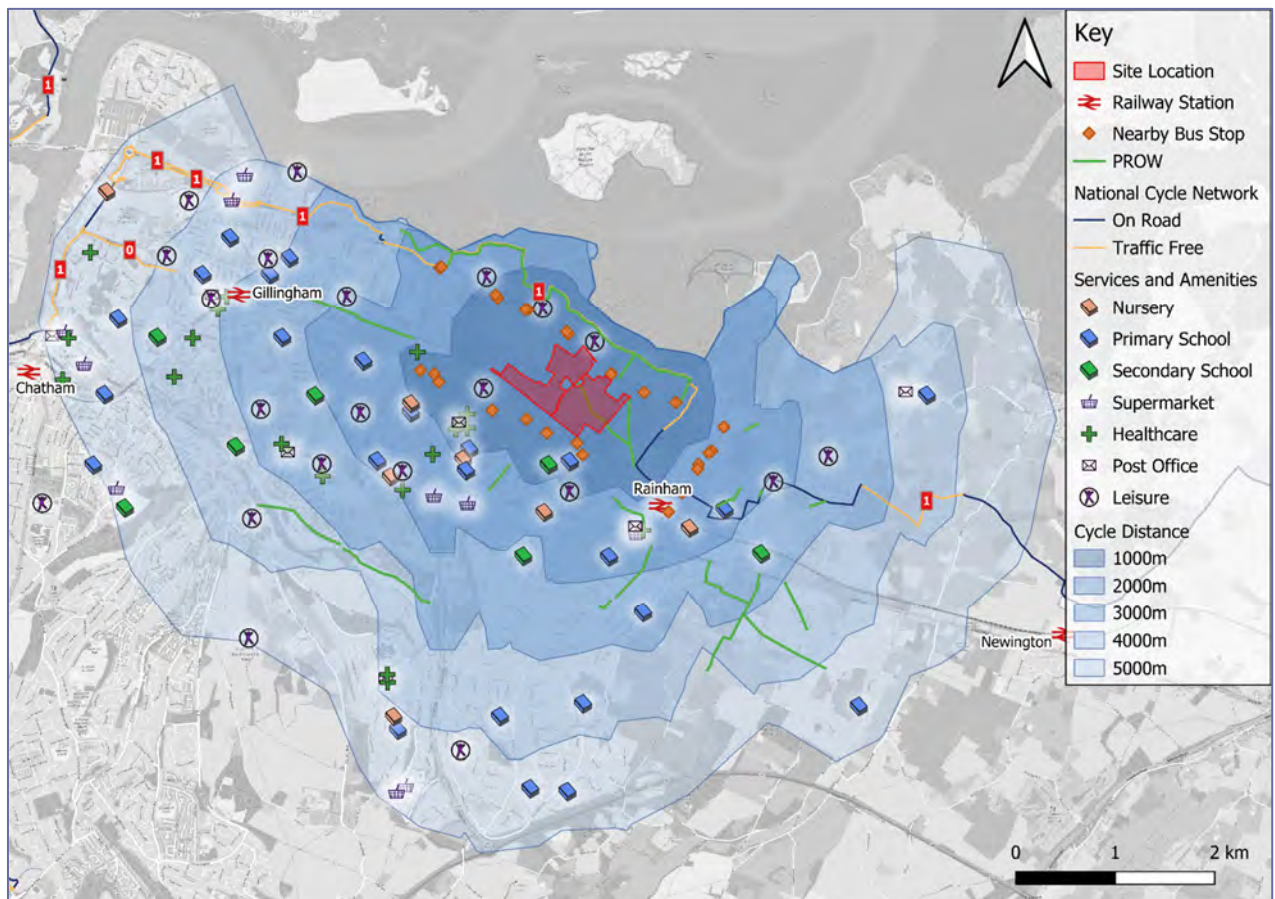 1
1
1
1
0
1
Gillingham
1
Chatham
Rainham
1
Newington
0 1 2 km
Key
Site Location
Railway Station
Nearby Bus Stop
PROW
National Cycle Network
On Road
Traffic Free
Services and Amenities
Nursery
Primary School
Secondary School
Supermarket
Healthcare
Post Office
Leisure
Cycle Distance
1000m
2000m
3000m
4000m
5000m